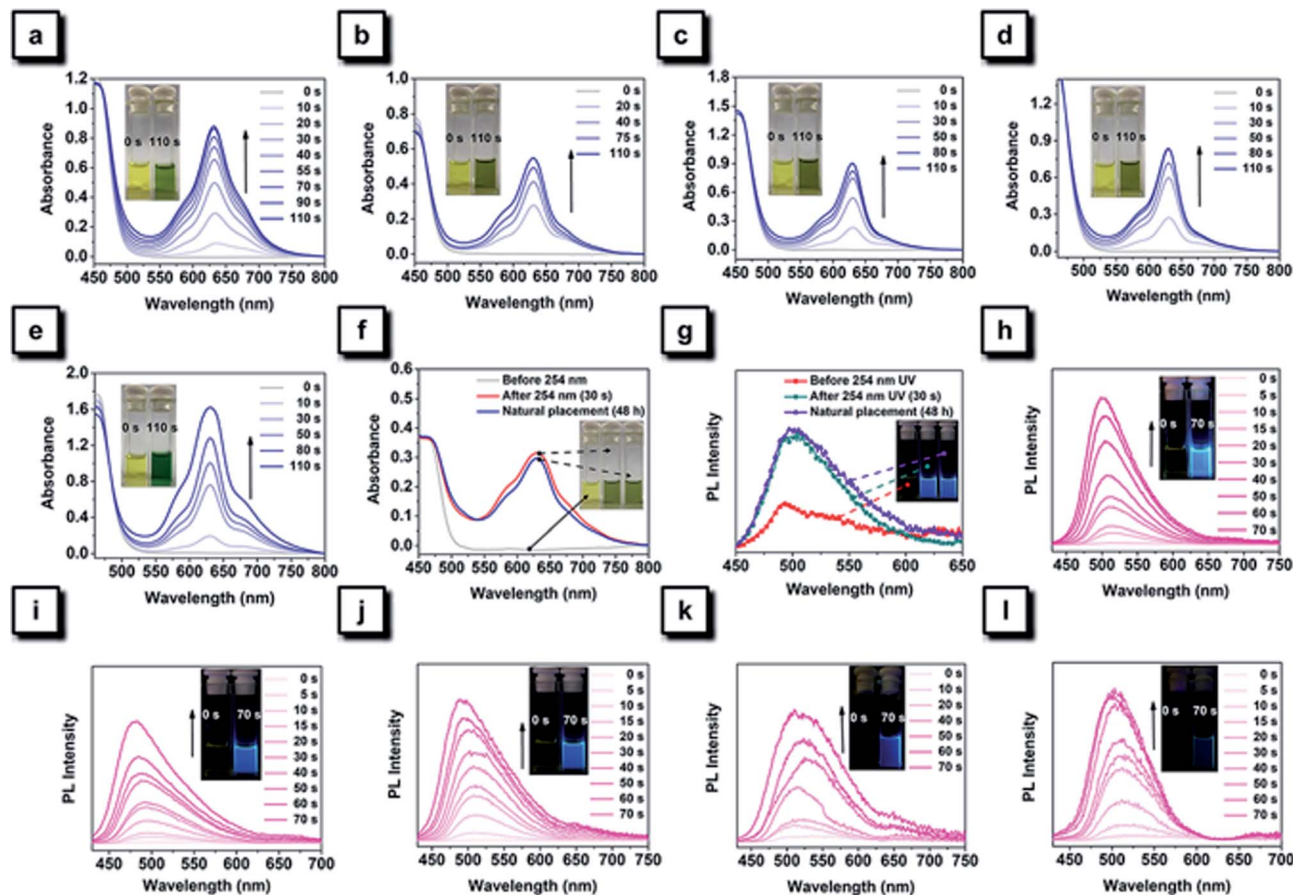 a
1.2
1.0
0.8
0.6
0.4
0.2
0.0
450 500 550 600 650 700 750 800
Absorbance
Wavelength (nm)
0 s 110 s
0 s
10 s
20 s
30 s
40 s
55 s
70 s
90 s
110 s
b
1.0
0.8
0.6
0.4
0.2
0.0
400 450 500 550 600 650 700 750 800
Absorbance
Wavelength (nm)
0 s 110 s
0 s
20 s
40 s
75 s
110 s
c
1.8
1.5
1.2
0.9
0.6
0.3
0.0
450 500 550 600 650 700 750 800
Absorbance
Wavelength (nm)
0 s 110 s
0 s
10 s
30 s
50 s
80 s
110 s
d
1.2
0.9
0.6
0.3
0.0
500 550 600 650 700 750 800
Absorbance
Wavelength (nm)
0 s 110 s
0 s
10 s
30 s
50 s
80 s
110 s
e
2.0
1.6
1.2
0.8
0.4
0.0
500 550 600 650 700 750 800
Absorbance
Wavelength (nm)
0 s 110 s
0 s
10 s
30 s
50 s
80 s
110 s
f
0.6
0.4
0.3
0.1
0.0
450 500 550 600 650 700 750 800
Absorbance
Wavelength (nm)
Before 254 nm
After 254 nm (30 s)
Natural placement (48 h)
g
PL Intensity
450 500 550 600 650
Wavelength (nm)
Before 254 nm UV
After 254 nm UV (30 s)
Natural placement (48 h)
h
PL Intensity
450 500 550 600 650 700 750
Wavelength (nm)
0 s 70 s
0 s
5 s
10 s
15 s
20 s
30 s
40 s
50 s
60 s
70 s
i
PL Intensity
450 500 550 600 650 700
Wavelength (nm)
0 s 70 s
0 s
5 s
10 s
15 s
20 s
30 s
40 s
50 s
60 s
70 s
j
PL Intensity
450 500 550 600 650 700 750
Wavelength (nm)
0 s 70 s
0 s
5 s
10 s
15 s
20 s
30 s
40 s
50 s
60 s
70 s
k
PL Intensity
450 500 550 600 650 700 750
Wavelength (nm)
0 s 70 s
0 s
10 s
20 s
40 s
50 s
60 s
70 s
l
PL Intensity
450 500 550 600 650 700
Wavelength (nm)
0 s 70 s
0 s
5 s
10 s
15 s
20 s
30 s
40 s
50 s
60 s
70 s